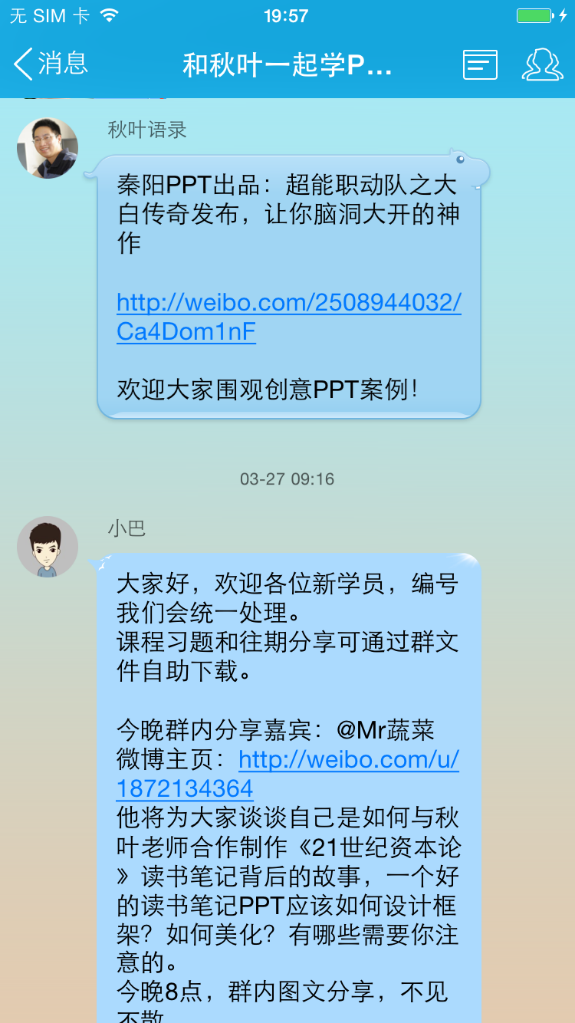 无 SIM 卡
19:57
消息
和秋叶一起学P...
秋叶语录
秦阳PPT出品：超能职动队之大
白传奇发布，让你脑洞大开的神
作
http://weibo.com/2508944032/
Ca4Dom1nF
欢迎大家围观创意PPT案例！
03-27 09:16
小巴
大家好，欢迎各位新学员，编号
我们会统一处理。
课程习题和往期分享可通过群文
件自助下载。
今晚群内分享嘉宾：@Mr蔬菜
微博主页：http://weibo.com/u/
1872134364
他将为大家谈谈自己是如何与秋
叶老师合作制作《21世纪资本论
》读书笔记背后的故事，一个好
的读书笔记PPT应该如何设计框
架？如何美化？有哪些需要你注
意的。
今晚8点，群内图文分享，不见
不散